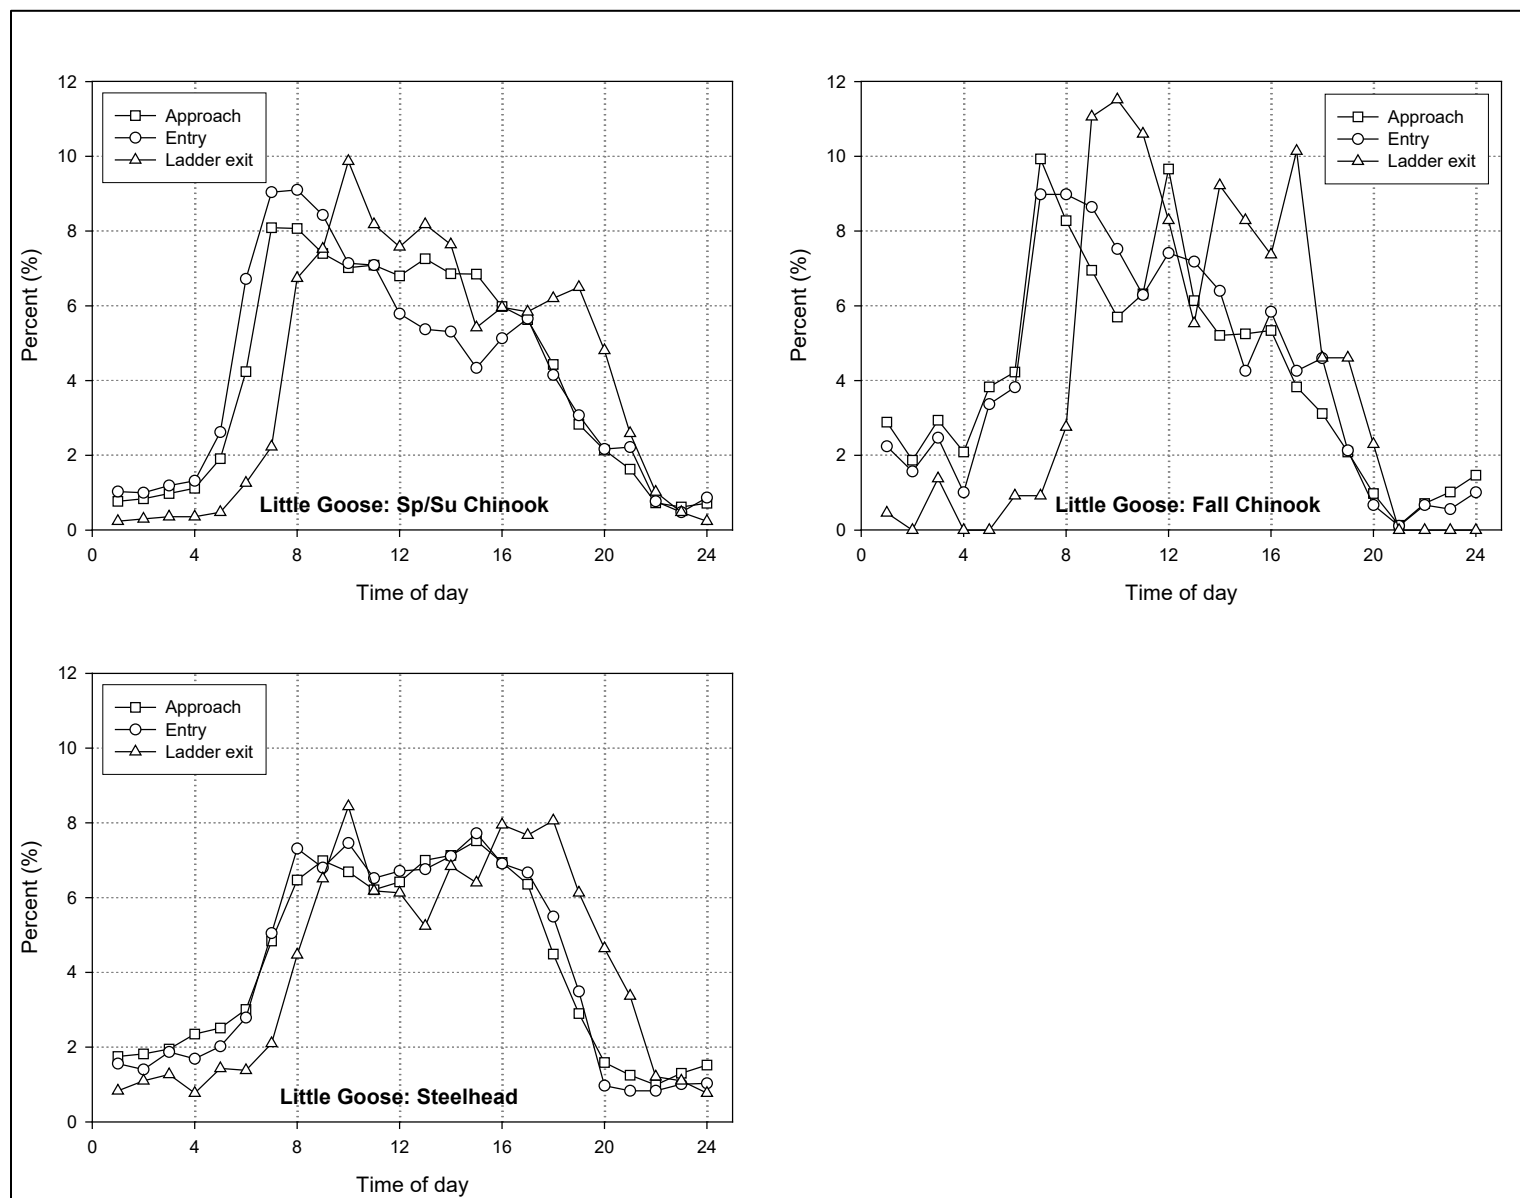 12
10
8
6
4
2
0
Percent (%)
Approach
Entry
Ladder exit
Little Goose: Sp/Su Chinook
0 4 8 12 16 20 24
Time of day
12
10
8
6
4
2
0
Percent (%)
Approach
Entry
Ladder exit
Little Goose: Fall Chinook
0 4 8 12 16 20 24
Time of day
12
10
8
6
4
2
0
Percent (%)
Approach
Entry
Ladder exit
Little Goose: Steelhead
0 4 8 12 16 20 24
Time of day